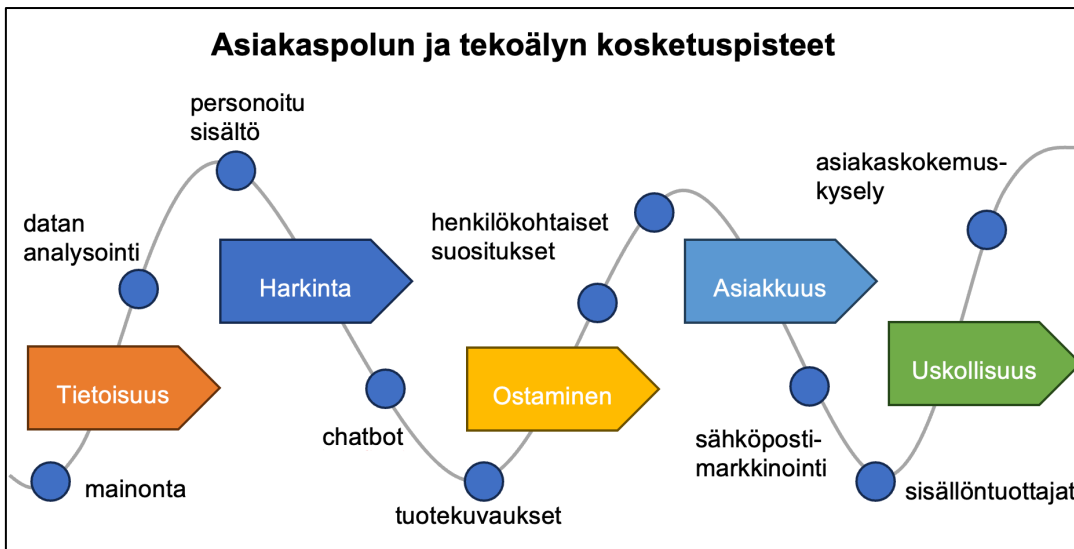 Asiakaspolun ja tekoälyn kosketuspisteet
personoitu
sisältö
datan
analysointi
Tietoisuus
mainonta
Harkinta
chatbot
tuotekuvaukset
henkilökohtaiset
suositukset
Ostaminen
Asiakkuus
sähköposti-
markkinointi
asiakaskokemus-
kysely
Uskollisuus
sisällöntuottajat